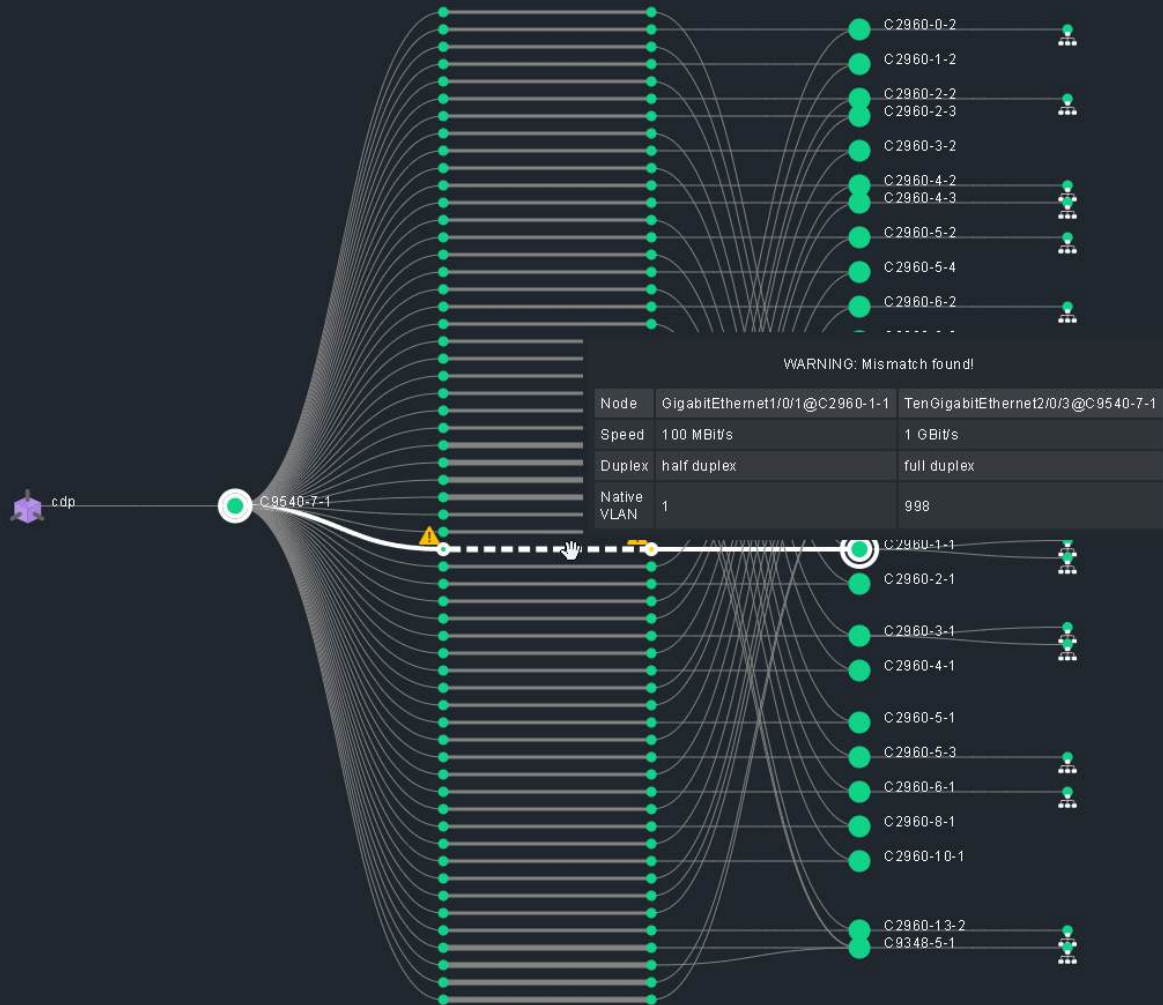 C2960-0-2
C2960-1-2
C2960-2-2
C2960-2-3
C2960-3-2
C2960-4-2
C2960-4-3
C2960-5-2
C2960-5-4
C2960-6-2
WARNING: Mismatch found!
Node GigabitEthernet1/0/1@C2960-1-1 TenGigabitEthernet2/0/3@C9540-7-1
Speed 100 MBit/s 1 GBit/s
Duplex half duplex full duplex
Native
VLAN 1 998
cdp
C9540-7-1
C2960-1-1
C2960-2-1
C2960-3-1
C2960-4-1
C2960-5-1
C2960-5-3
C2960-6-1
C2960-8-1
C2960-10-1
C2960-13-2
C9348-5-1